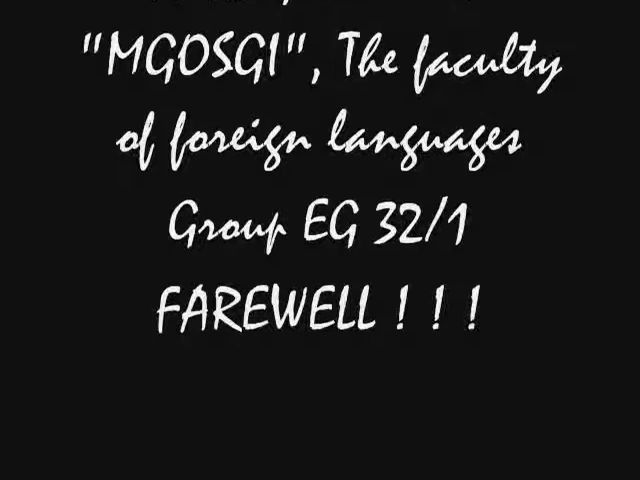 "MGOSGI", The faculty
of foreign languages
Group EG 32/1
FAREWELL ! ! !